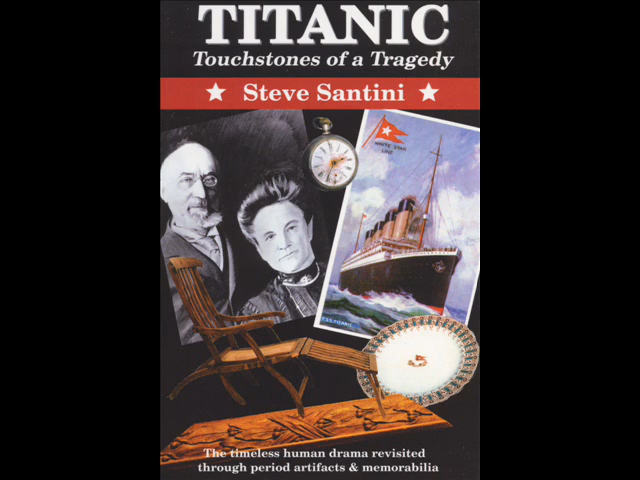 TITANIC
Touchstones of a Tragedy
★ Steve Santini ★
WHITE STAR
LINE
The timeless human drama revisited
through period artifacts & memorabilia